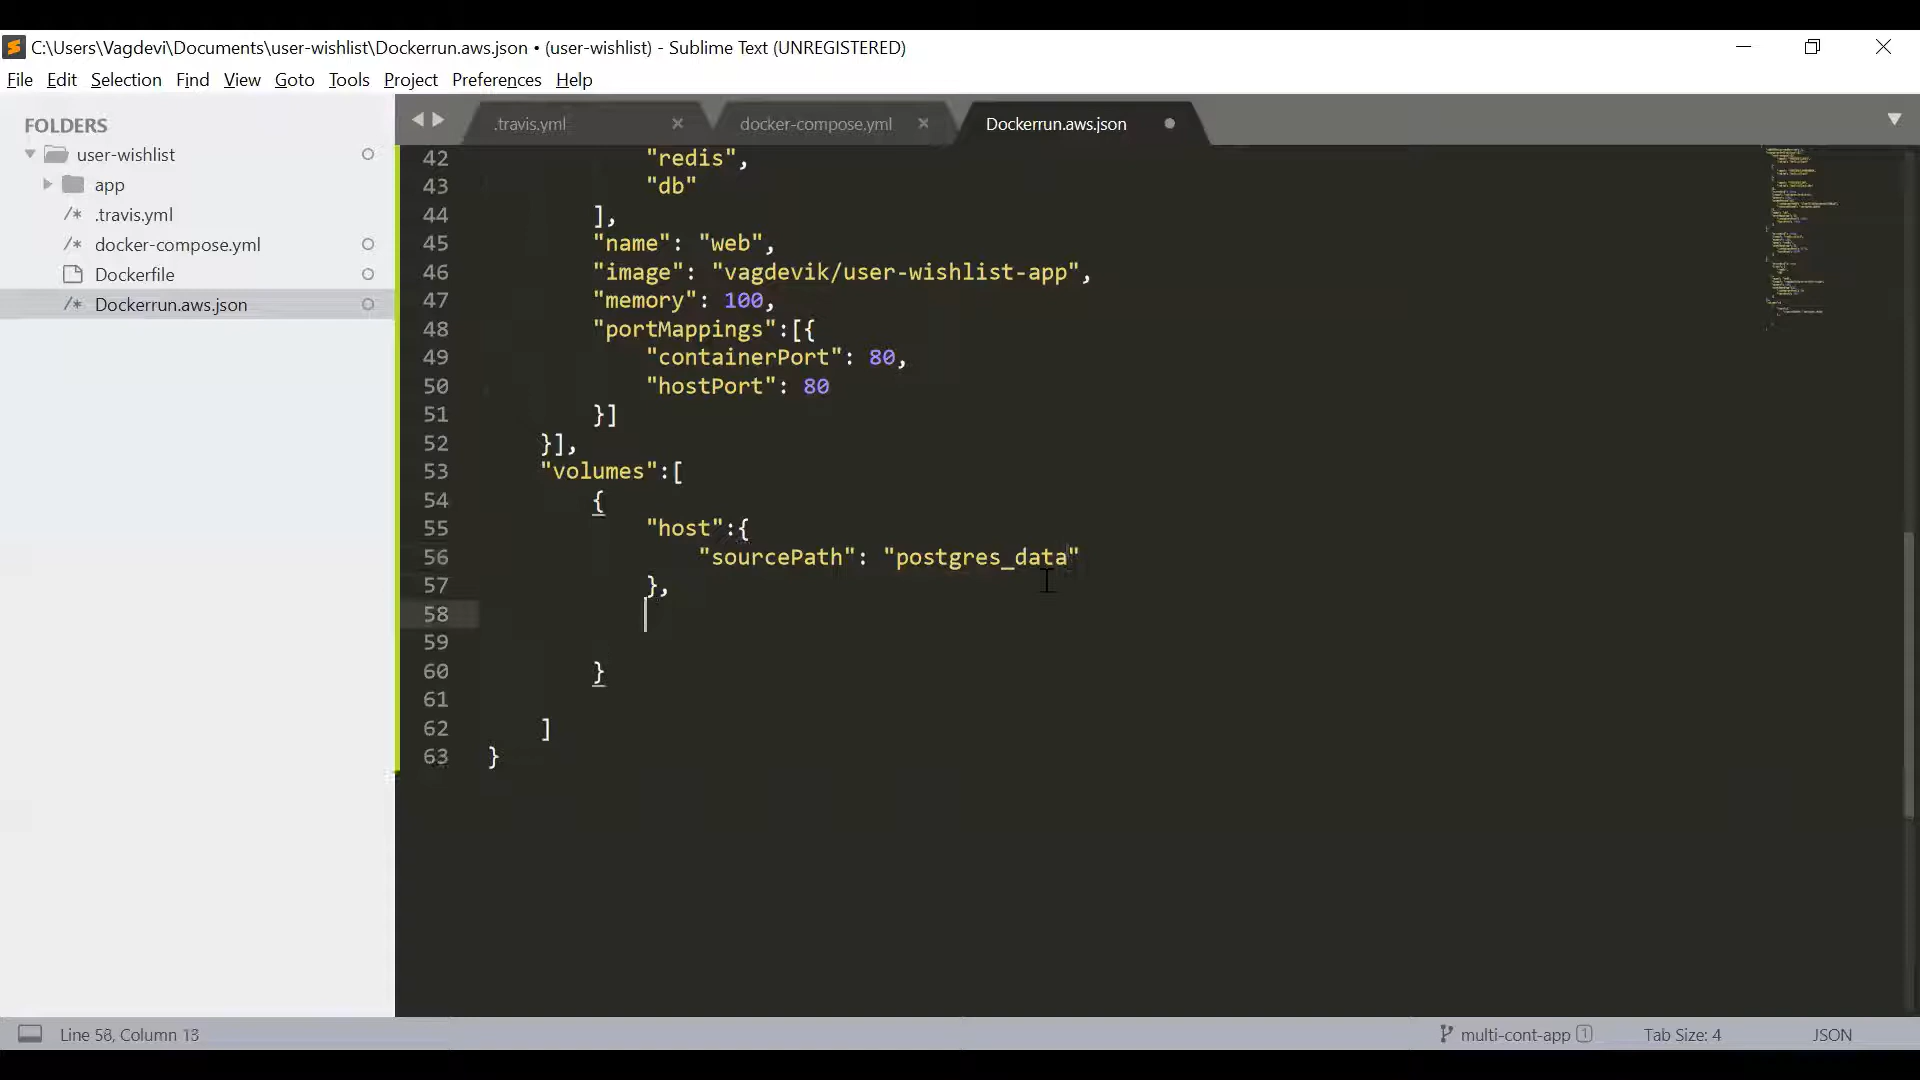 C:\Users\Vagdevi\Documents\user-wishlist\Dockerrun.aws.json • (user-wishlist) - Sublime Text (UNREGISTERED)
File Edit Selection Find View Goto Tools Project Preferences Help
FOLDERS
user-wishlist
app
/* .travis.yml
/* docker-compose.yml
Dockerfile
/* Dockerrun.aws.json
.travis.yml × docker-compose.yml × Dockerrun.aws.json
42 "redis",
43 "db"
44 ],
45 "name": "web",
46 "image": "vagdevik/user-wishlist-app",
47 "memory": 100,
48 "portMappings":[{
49 "containerPort": 80,
50 "hostPort": 80
51 }]
52 }],
53 "volumes":[
54 {
55 "host":{
56 "sourcePath": "postgres_data"
57 },
58
59
60 }
61
62 ]
63 }
Line 58, Column 13 multi-cont-app 1 Tab Size: 4 JSON